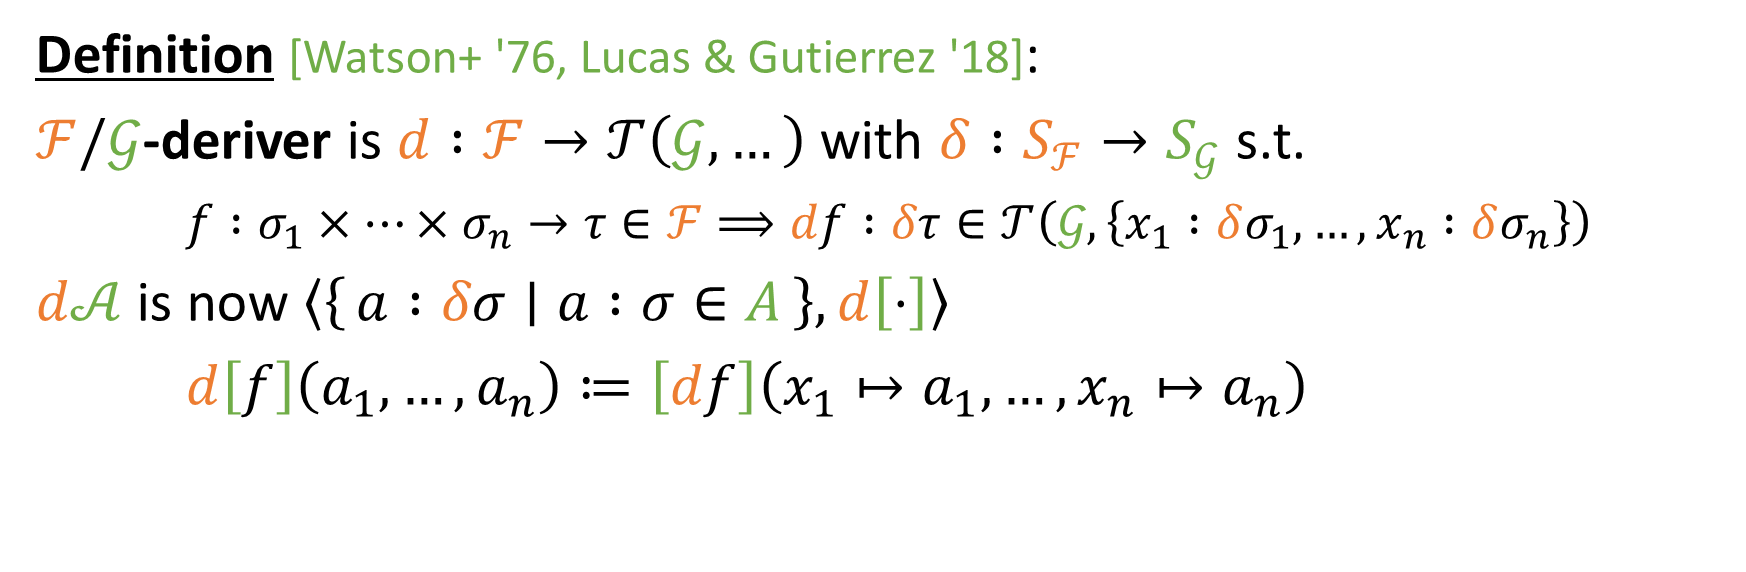 Definition [Watson+ '76, Lucas & Gutierrez '18]:
ℱ/𝒢-deriver is d : ℱ → 𝒯(𝒢, … ) with δ : S_ℱ → S_𝒢 s.t.
f : σ₁ × ⋯ × σₙ → τ ∈ ℱ ⟹ df : δτ ∈ 𝒯(𝒢, {x₁ : δσ₁, … , xₙ : δσₙ})
d𝒜 is now ⟨{ a : δσ | a : σ ∈ A }, d[·]⟩
d[f](a₁, … , aₙ) ≔ [df](x₁ ↦ a₁, … , xₙ ↦ aₙ)